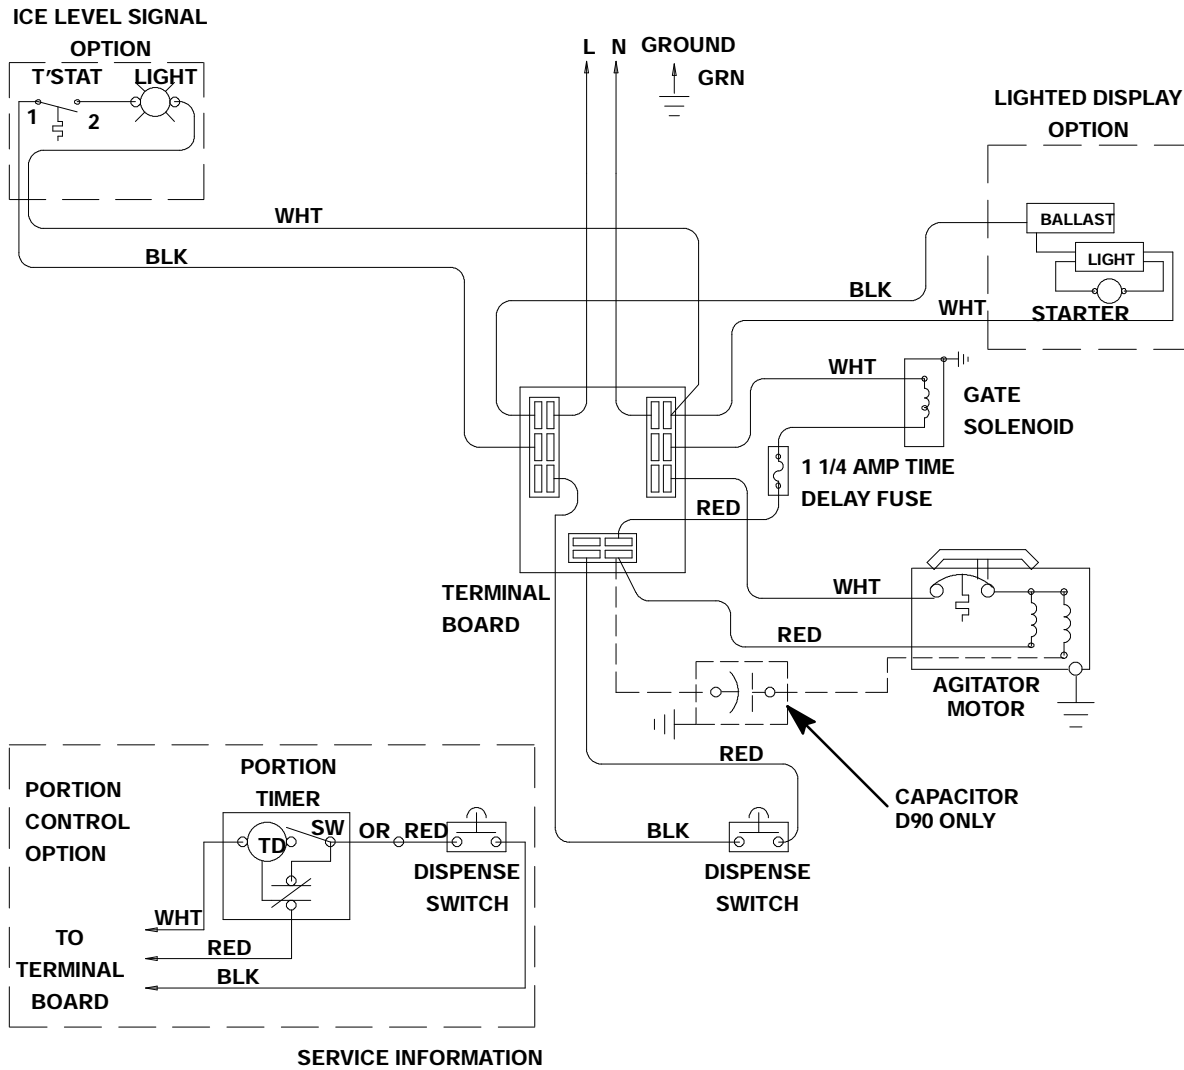 ICE LEVEL SIGNAL
OPTION
T'STAT
LIGHT
1
2
L
N
GROUND
GRN
LIGHTED DISPLAY
OPTION
BALLAST
LIGHT
STARTER
WHT
BLK
BLK
WHT
WHT
GATE
SOLENOID
1 1/4 AMP TIME
DELAY FUSE
RED
TERMINAL
BOARD
WHT
RED
AGITATOR
MOTOR
RED
CAPACITOR
D90 ONLY
BLK
DISPENSE
SWITCH
PORTION
CONTROL
OPTION
PORTION
TIMER
TD
SW
OR
RED
DISPENSE
SWITCH
WHT
RED
BLK
TO
TERMINAL
BOARD
SERVICE INFORMATION